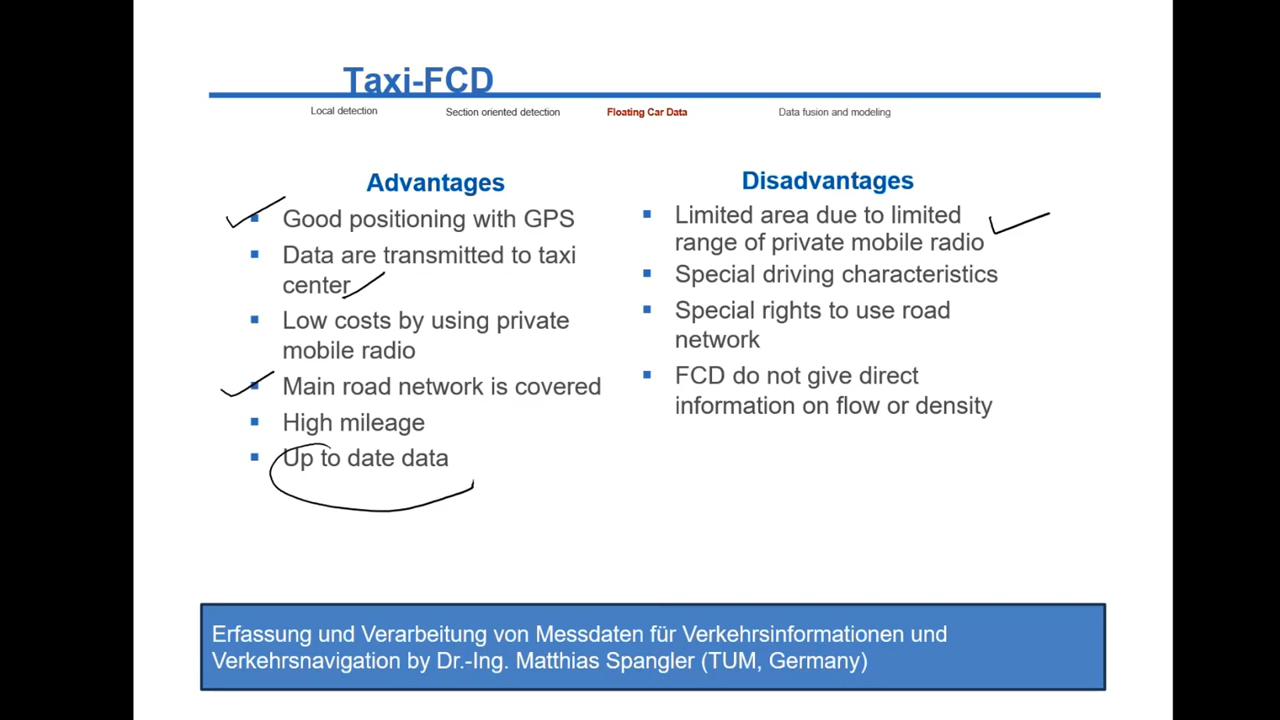 Taxi-FCD
Local detection Section oriented detection Floating Car Data Data fusion and modeling
Advantages
Good positioning with GPS
Data are transmitted to taxi
center
Low costs by using private
mobile radio
Main road network is covered
High mileage
Up to date data
Disadvantages
Limited area due to limited
range of private mobile radio
Special driving characteristics
Special rights to use road
network
FCD do not give direct
information on flow or density
Erfassung und Verarbeitung von Messdaten für Verkehrsinformationen und
Verkehrsnavigation by Dr.-Ing. Matthias Spangler (TUM, Germany)